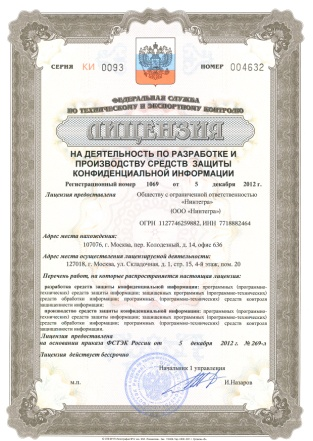 СЕРИЯ КИ 0093 НОМЕР 004632
ФЕДЕРАЛЬНАЯ СЛУЖБА
ПО ТЕХНИЧЕСКОМУ И ЭКСПОРТНОМУ КОНТРОЛЮ
ЛИЦЕНЗИЯ
НА ДЕЯТЕЛЬНОСТЬ ПО РАЗРАБОТКЕ И
ПРОИЗВОДСТВУ СРЕДСТВ ЗАЩИТЫ
КОНФИДЕНЦИАЛЬНОЙ ИНФОРМАЦИИ
Регистрационный номер 1069 от 5 декабря 2012 г.
Лицензия предоставлена Обществу с ограниченной ответственностью
ОГРН 1127746259882, ИНН 7718882464
Адрес места нахождения:
107076, г. Москва, пер. Колодезный, д. 14, офис 636
Адрес места осуществления лицензируемой деятельности:
127018, г. Москва, ул. Складочная, д. 1, стр. 15, 4-й этаж, пом. 20
Перечень работ, на которые распространяется настоящая лицензия:
разработка средств защиты конфиденциальной информации: программных (программно-
технических) средств защиты информации; защищенных программных (программно-технических)
средств обработки информации; программных (программно-технических) средств контроля
защищенности информации;
производство средств защиты конфиденциальной информации: программных (программно-
технических) средств защиты информации; защищенных программных (программно-технических)
средств обработки информации; программных (программно-технических) средств контроля
защищенности информации
Лицензия предоставлена
на основании приказа ФСТЭК России от 5 декабря 2012 г. № 269-л
Лицензия действует бессрочно
Начальник 1 управления
м.п. И.Назаров